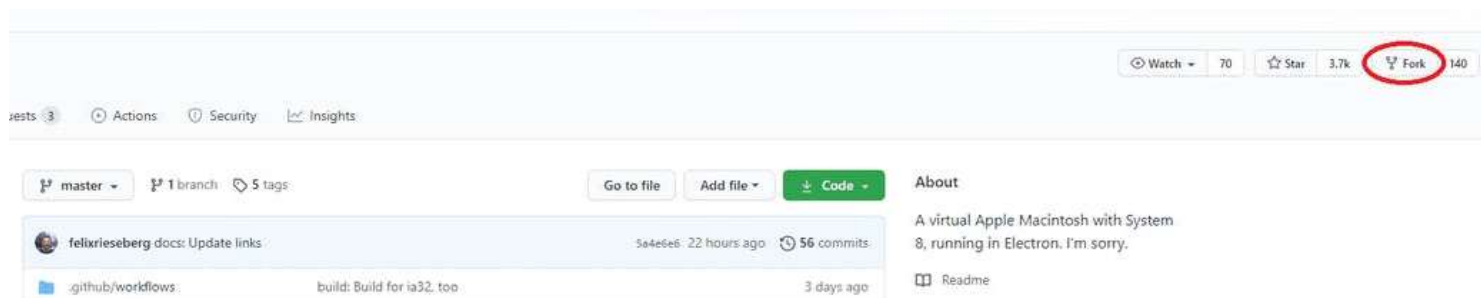 Watch 70 Star 3.7k Fork 140
uests 3 Actions Security Insights
master 1 branch 5 tags Go to file Add file Code About
A virtual Apple Macintosh with System
8, running in Electron. I'm sorry.
felixrieseberg docs: Update links 5a4e6e6 22 hours ago 56 commits
.github/workflows build: Build for ia32, too 3 days ago Readme